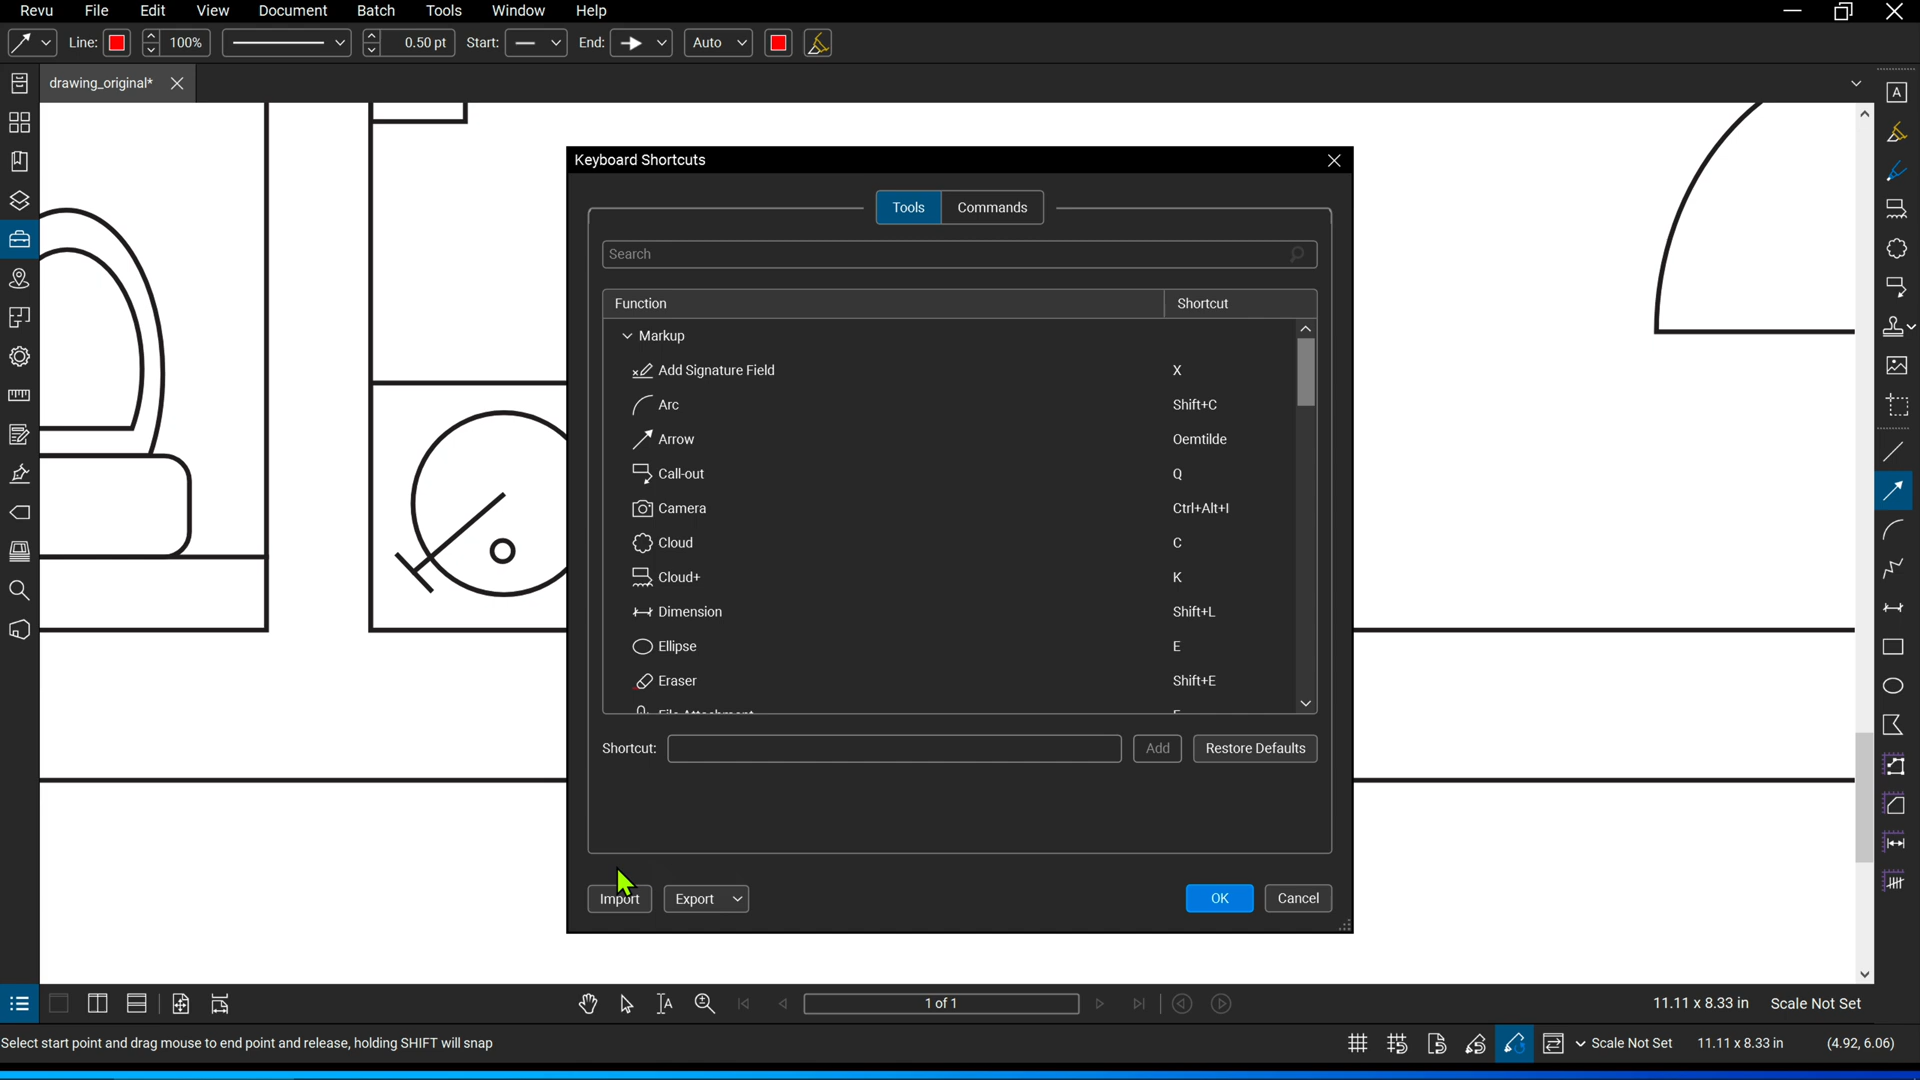 Revu File Edit View Document Batch Tools Window Help
Line: 100% 0.50 pt Start: End: Auto
drawing_original*
Keyboard Shortcuts
Tools Commands
Search
Function Shortcut
Markup
Add Signature Field X
Arc Shift+C
Arrow Oemtilde
Call-out Q
Camera Ctrl+Alt+I
Cloud C
Cloud+ K
Dimension Shift+L
Ellipse E
Eraser Shift+E
File Attachment F
Shortcut: Add Restore Defaults
Import Export OK Cancel
1 of 1 11.11 x 8.33 in Scale Not Set
Select start point and drag mouse to end point and release, holding SHIFT will snap Scale Not Set 11.11 x 8.33 in (4.92, 6.06)